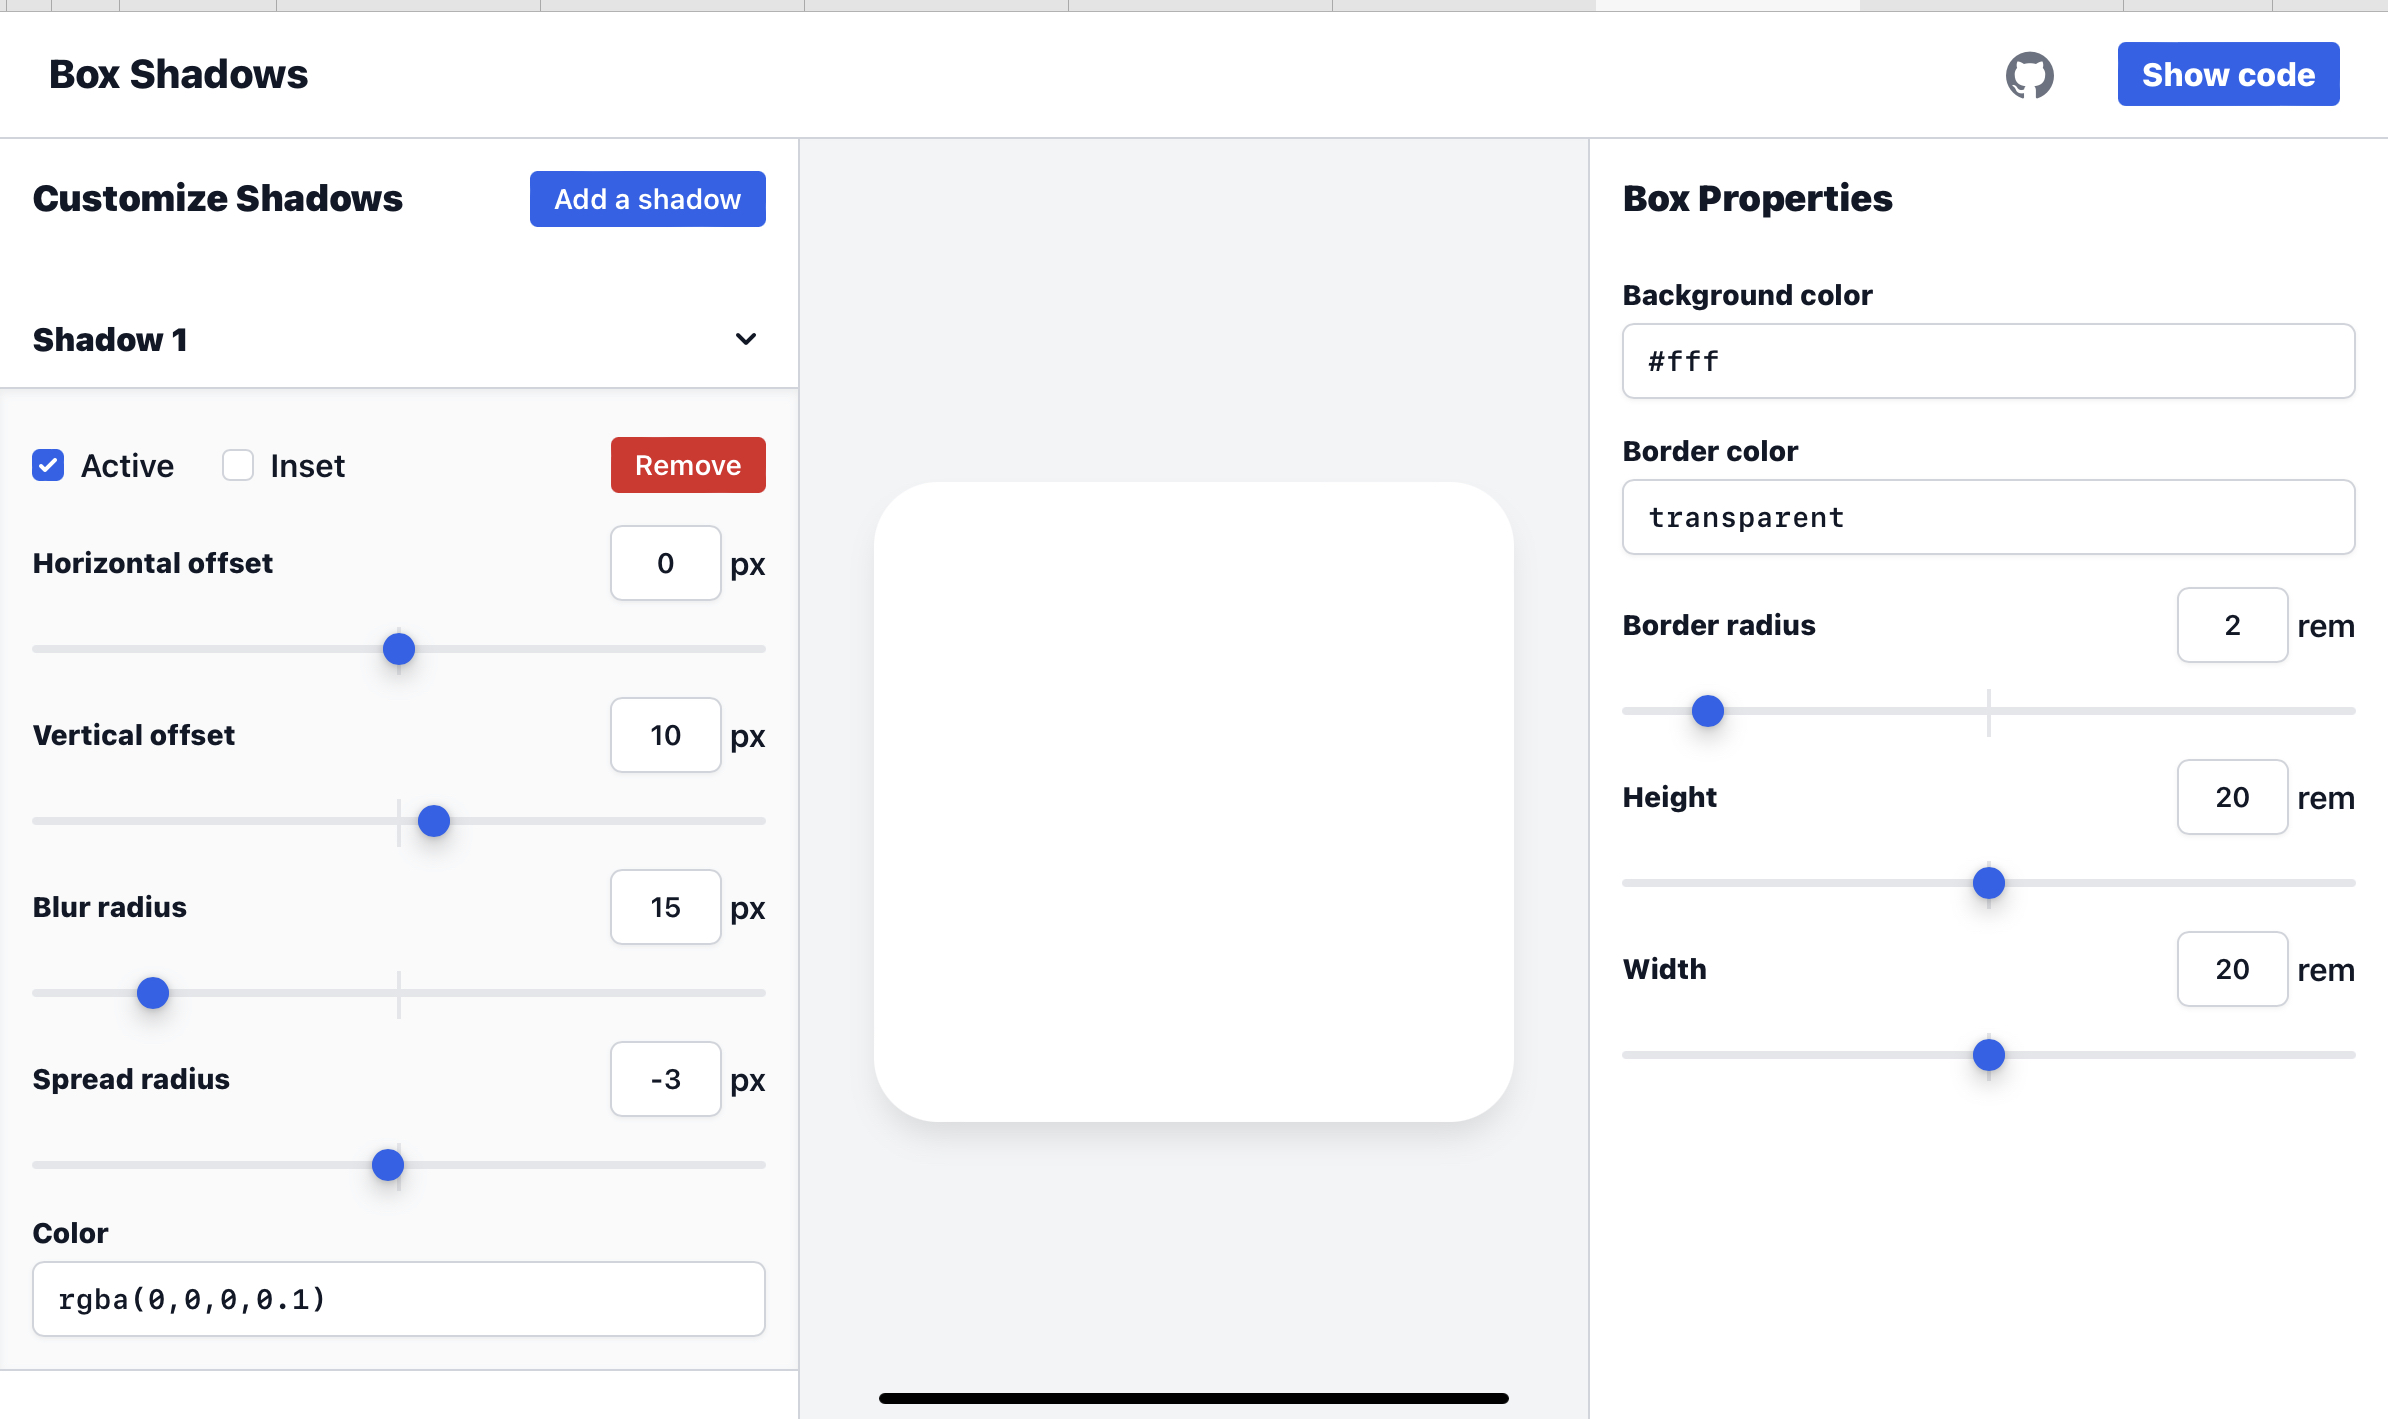 Box Shadows
Show code
Customize Shadows
Add a shadow
Shadow 1
Active
Inset
Remove
Horizontal offset
0 px
Vertical offset
10 px
Blur radius
15 px
Spread radius
-3 px
Color
rgba(0,0,0,0.1)
Box Properties
Background color
#fff
Border color
transparent
Border radius
2 rem
Height
20 rem
Width
20 rem